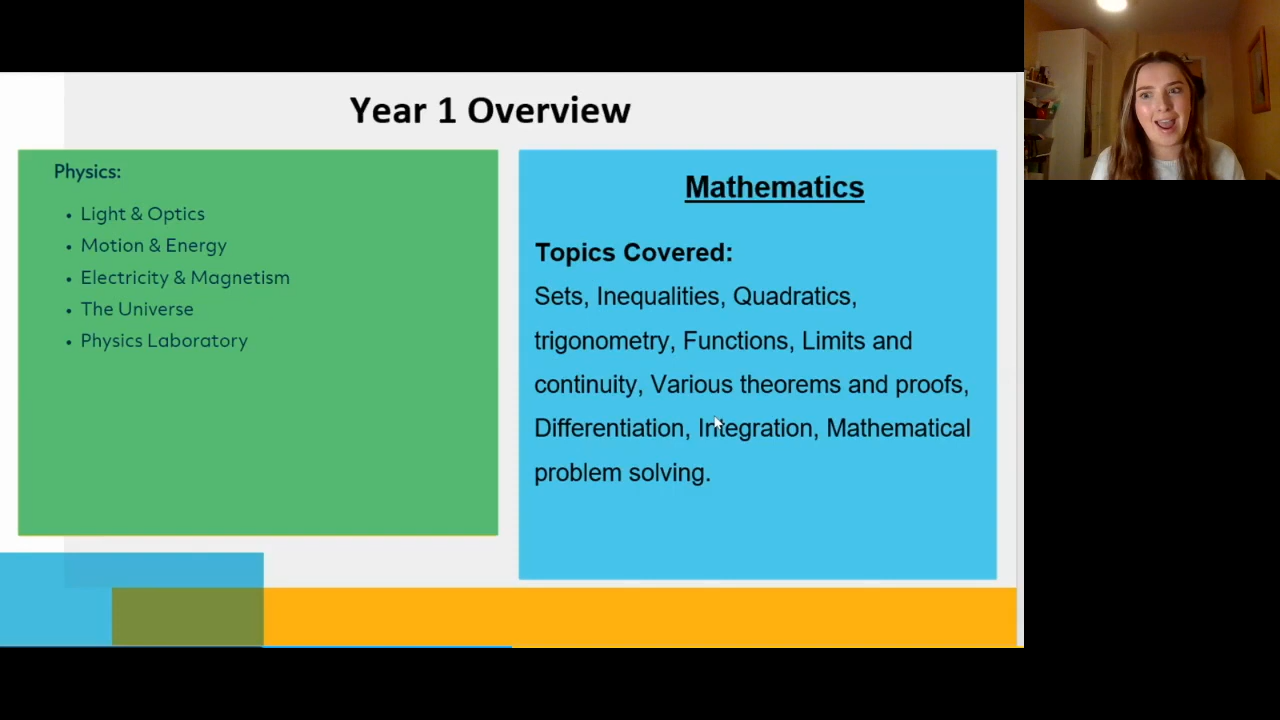 Year 1 Overview
Physics:
• Light & Optics
• Motion & Energy
• Electricity & Magnetism
• The Universe
• Physics Laboratory
Mathematics
Topics Covered:
Sets, Inequalities, Quadratics,
trigonometry, Functions, Limits and
continuity, Various theorems and proofs,
Differentiation, Integration, Mathematical
problem solving.